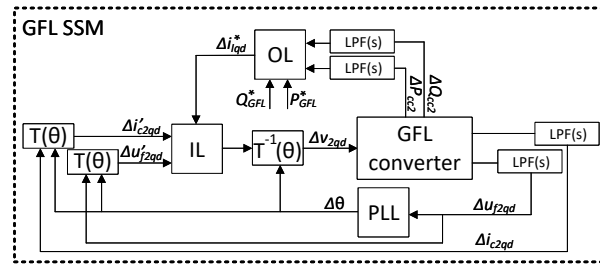 GFL SSM
Δi*lqd
OL
LPF(s)
LPF(s)
ΔPcc2
ΔQcc2
Q*GFL
P*GFL
T(θ)
Δi'c2qd
T(θ)
Δu'f2qd
IL
T-1(θ)
Δv2qd
GFL
converter
LPF(s)
LPF(s)
Δθ
PLL
Δuf2qd
Δic2qd